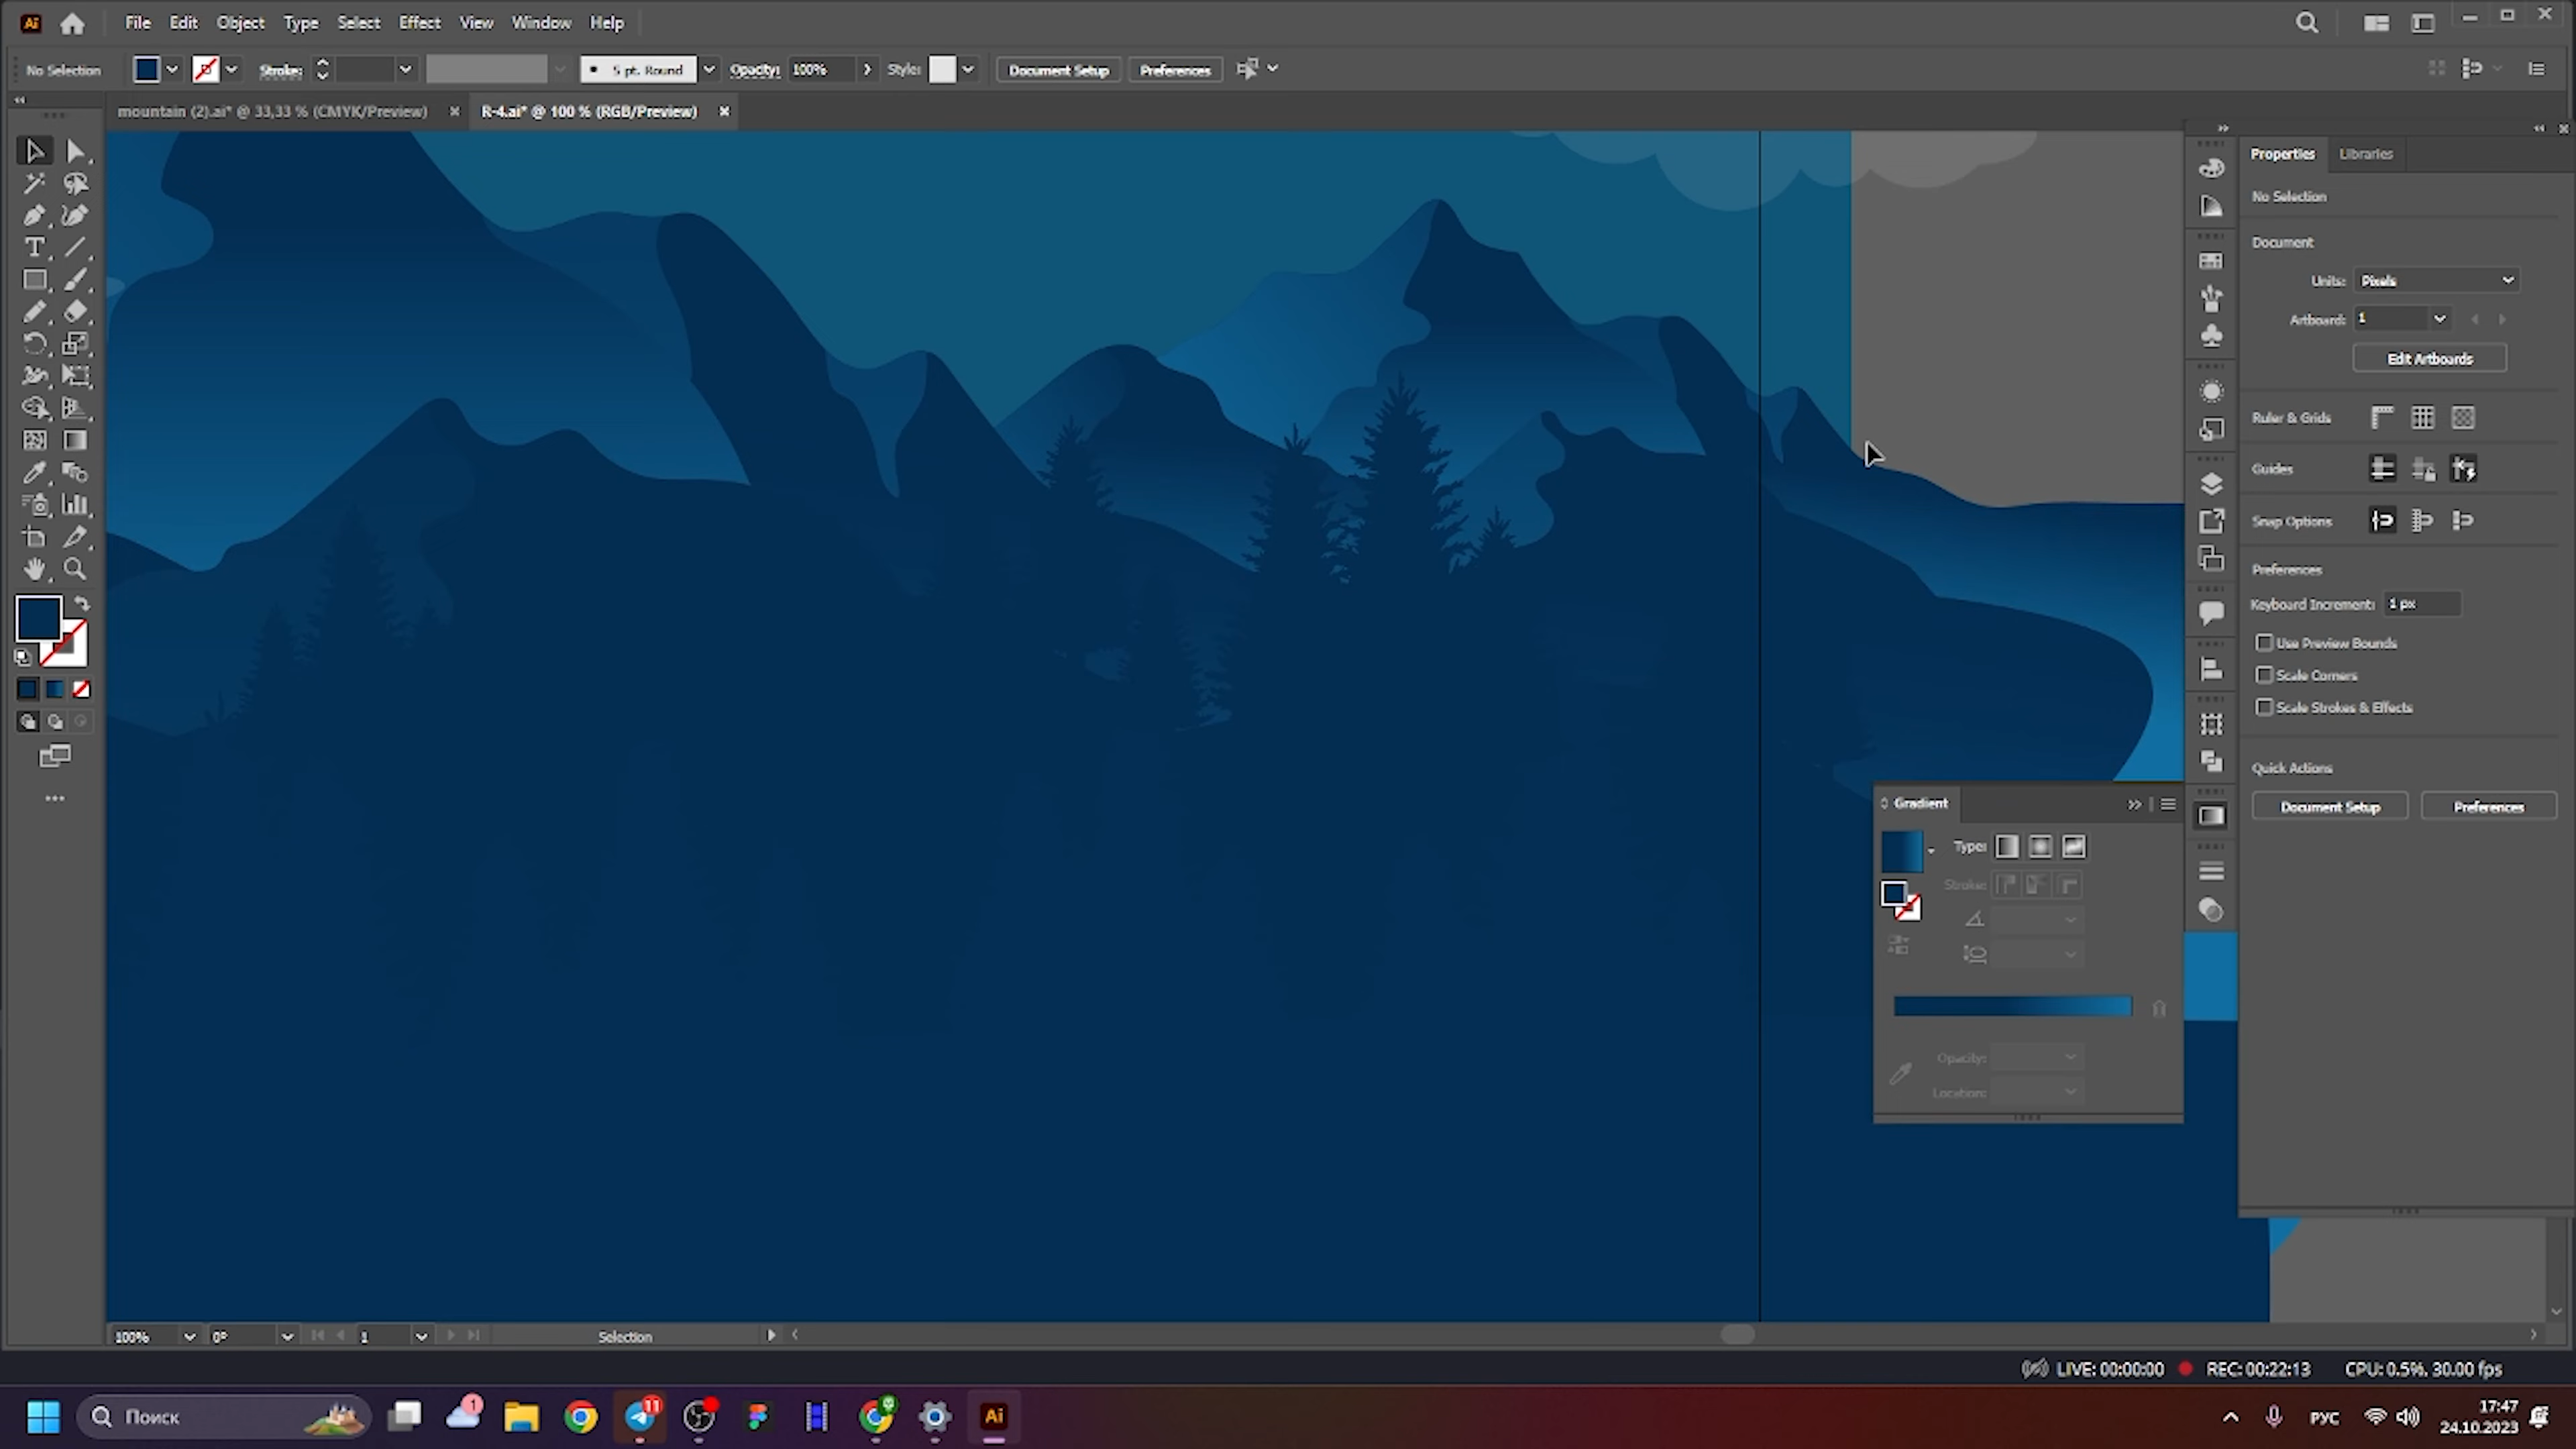 Ai File Edit Object Type Select Effect View Window Help
No Selection Stroke: 5 pt. Round Opacity: 100% Style: Document Setup Preferences
mountain (2).ai* @ 33,33 % (CMYK/Preview) R-4.ai* @ 100 % (RGB/Preview)
Properties Libraries
No Selection
Document
Units: Pixels
Artboard: 1
Edit Artboards
Ruler & Grids
Guides
Snap Options
Preferences
Keyboard Increment: 1 px
Use Preview Bounds
Scale Corners
Scale Strokes & Effects
Quick Actions
Document Setup Preferences
Gradient
Type:
Stroke:
Opacity:
Location:
100% 0° 1 Selection
LIVE: 00:00:00 REC: 00:22:13 CPU: 0.5%, 30.00 fps
Поиск 1 11 Ai РУС 17:47
24.10.2023